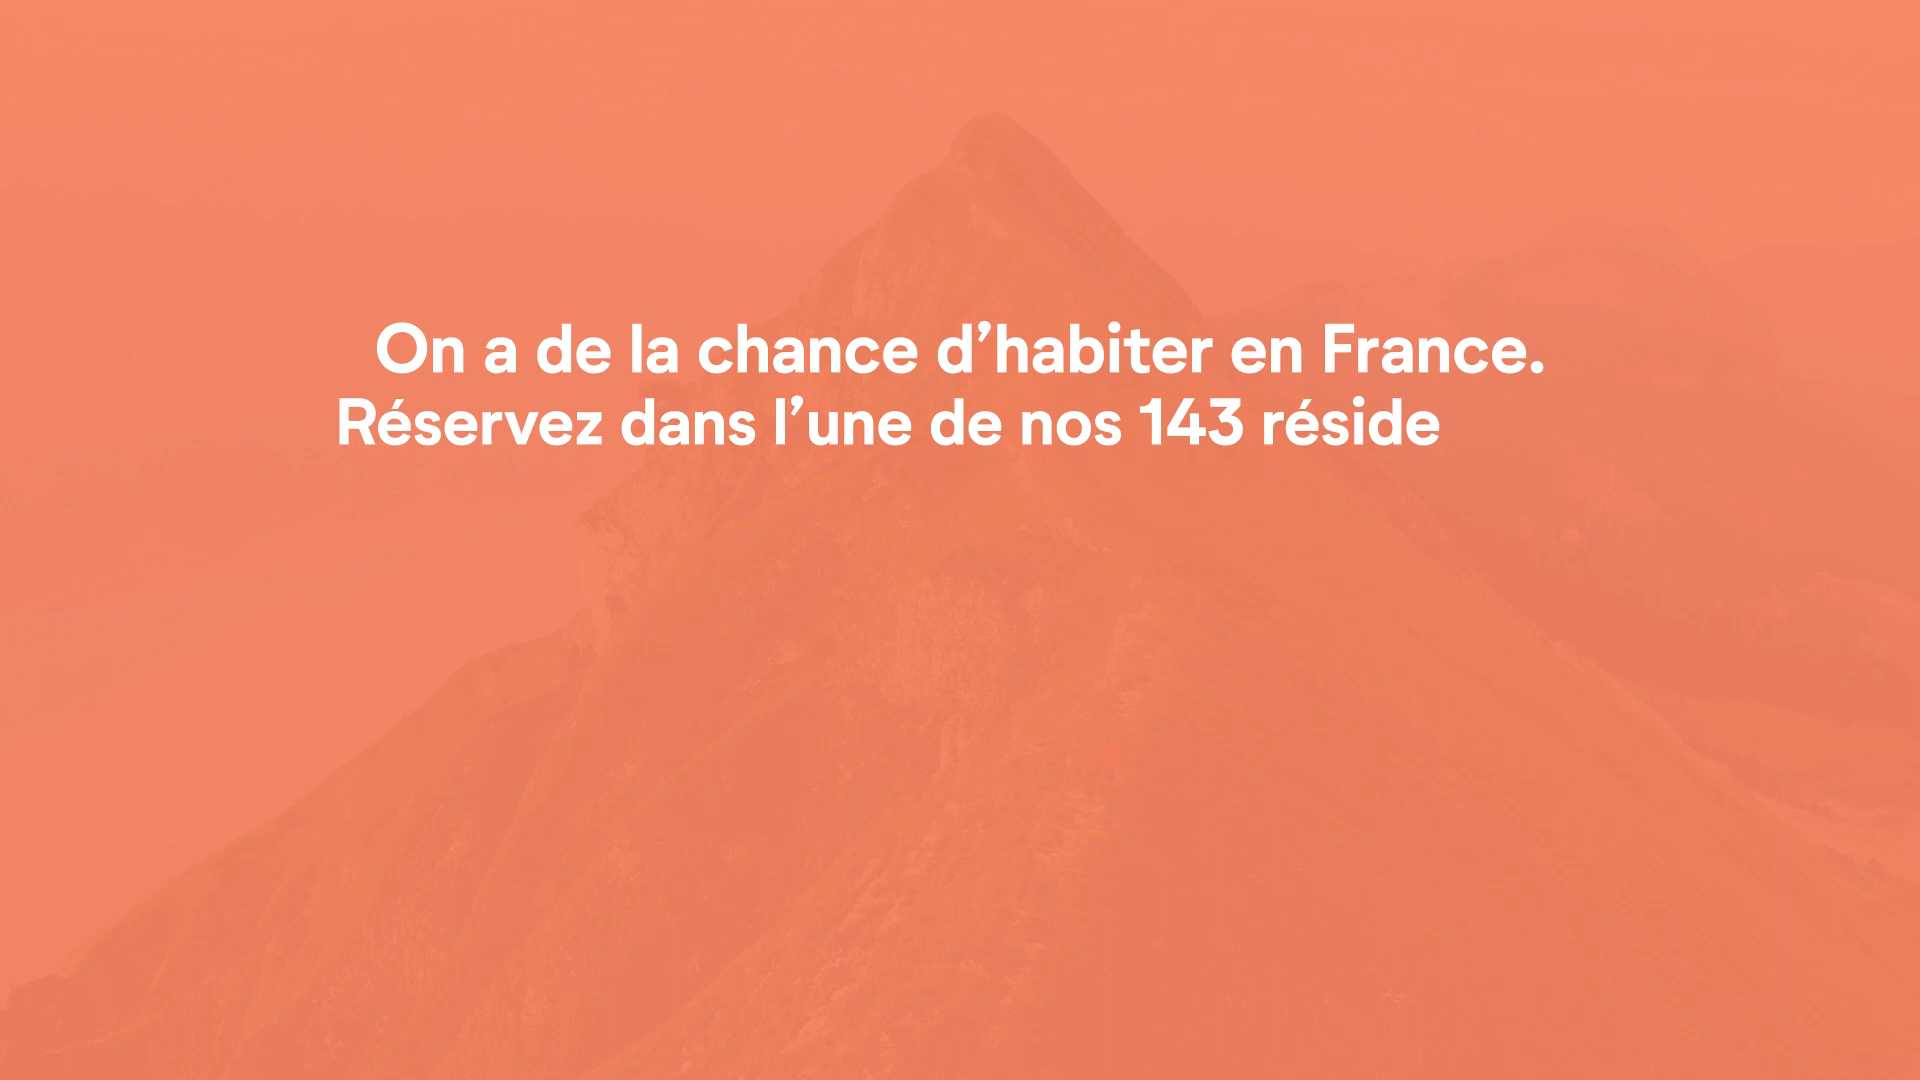 On a de la chance d’habiter en France.
Réservez dans l’une de nos 143 réside